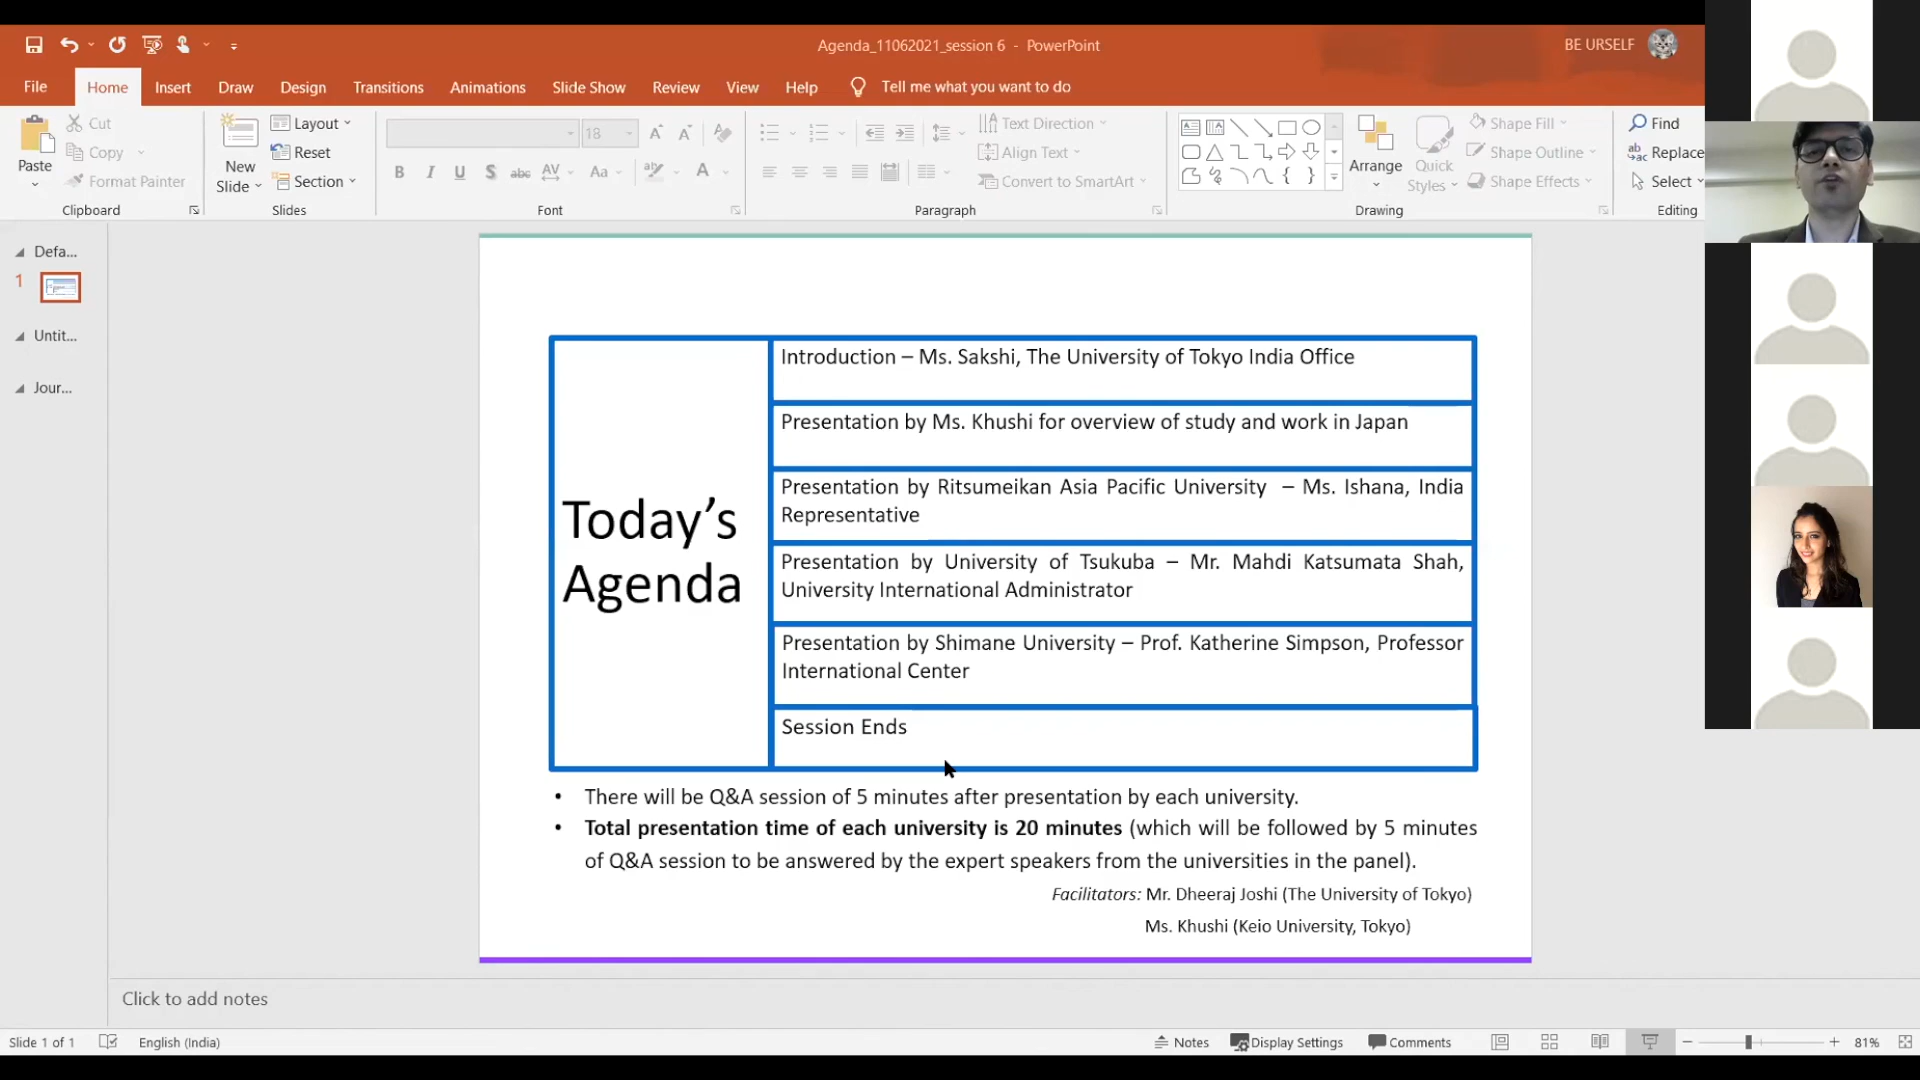 Agenda_11062021_session 6 - PowerPoint
BE URSELF
File Home Insert Draw Design Transitions Animations Slide Show Review View Help Tell me what you want to do
Paste
Cut
Copy
Format Painter
Clipboard
New
Slide
Layout
Reset
Section
Slides
18
B I U S abc AV Aa A
Font
Text Direction
Align Text
Convert to SmartArt
Paragraph
Arrange
Quick
Styles
Shape Fill
Shape Outline
Shape Effects
Drawing
Find
Replace
Select
Editing
Defa...
1
Untit...
Jour...
Today’s
Agenda
Introduction – Ms. Sakshi, The University of Tokyo India Office
Presentation by Ms. Khushi for overview of study and work in Japan
Presentation by Ritsumeikan Asia Pacific University – Ms. Ishana, India
Representative
Presentation by University of Tsukuba – Mr. Mahdi Katsumata Shah,
University International Administrator
Presentation by Shimane University – Prof. Katherine Simpson, Professor
International Center
Session Ends
• There will be Q&A session of 5 minutes after presentation by each university.
• Total presentation time of each university is 20 minutes (which will be followed by 5 minutes
of Q&A session to be answered by the expert speakers from the universities in the panel).
Facilitators: Mr. Dheeraj Joshi (The University of Tokyo)
Ms. Khushi (Keio University, Tokyo)
Click to add notes
Slide 1 of 1 English (India) Notes Display Settings Comments 81%